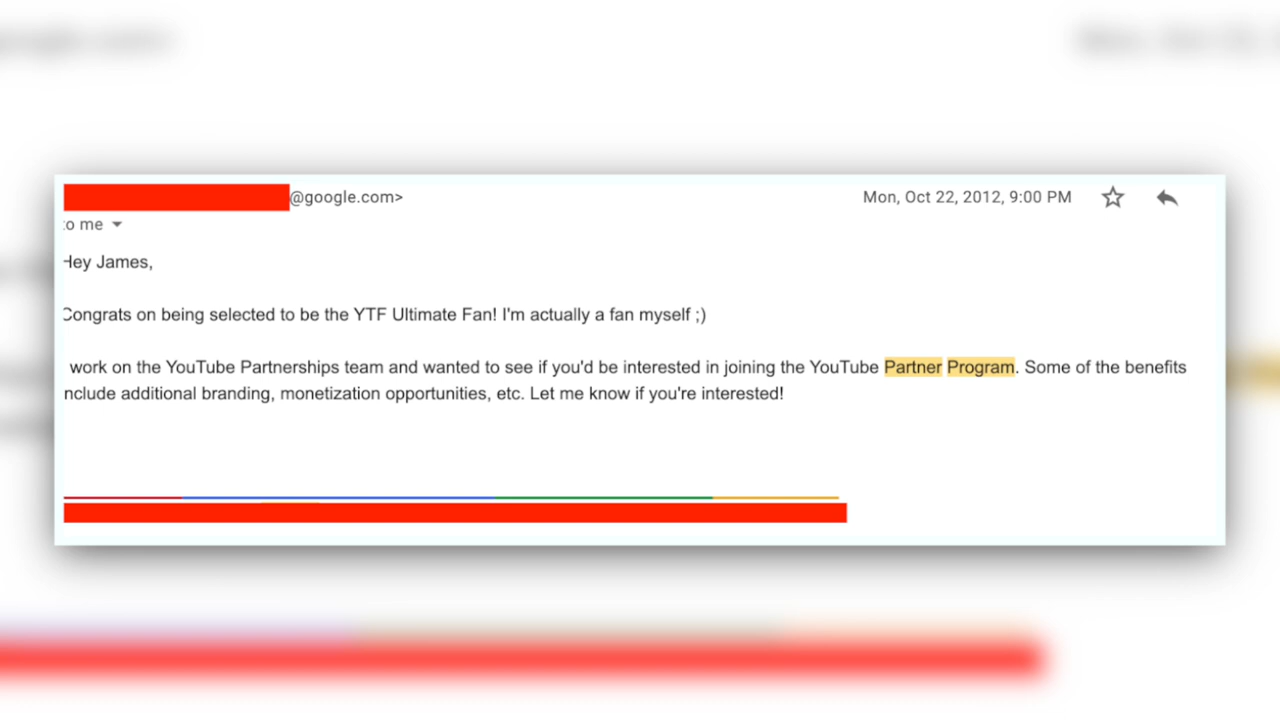 @google.com>
Mon, Oct 22, 2012, 9:00 PM
to me
Hey James,
Congrats on being selected to be the YTF Ultimate Fan! I'm actually a fan myself ;)
work on the YouTube Partnerships team and wanted to see if you'd be interested in joining the YouTube Partner Program. Some of the benefits
nclude additional branding, monetization opportunities, etc. Let me know if you're interested!